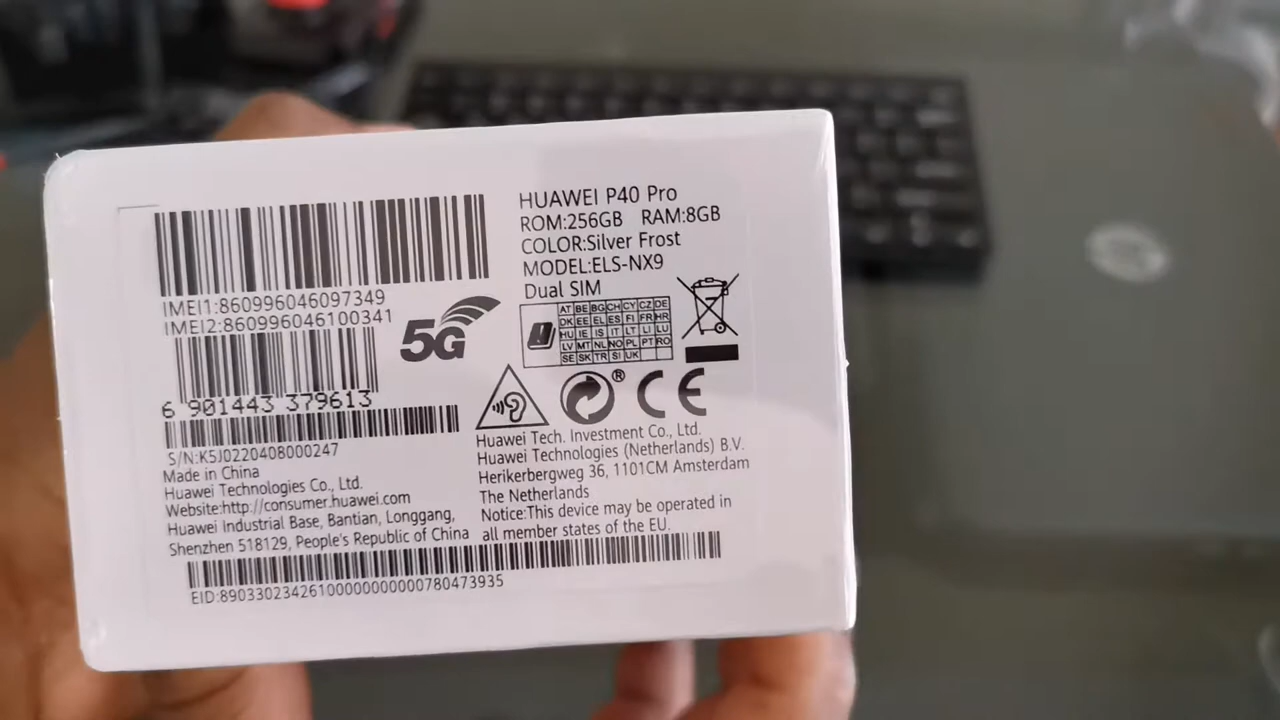 IMEI1:860996046097349
IMEI2:860996046100341
6 901443 379613
S/N:K5J0220408000247
Made in China
Huawei Technologies Co., Ltd.
Website:http://consumer.huawei.com
Huawei Industrial Base, Bantian, Longgang,
Shenzhen 518129, People's Republic of China
5G
HUAWEI P40 Pro
ROM:256GB RAM:8GB
COLOR:Silver Frost
MODEL:ELS-NX9
Dual SIM
AT BE BG CH CY CZ DE
DK EE EL ES FI FR HR
HU IE IS IT LT LI LU
LV MT NL NO PL PT RO
SE SK TR SI UK
® CE
Huawei Tech. Investment Co., Ltd.
Huawei Technologies (Netherlands) B.V.
Herikerbergweg 36, 1101CM Amsterdam
The Netherlands
Notice:This device may be operated in
all member states of the EU.
EID:89033023426100000000000780473935
hp